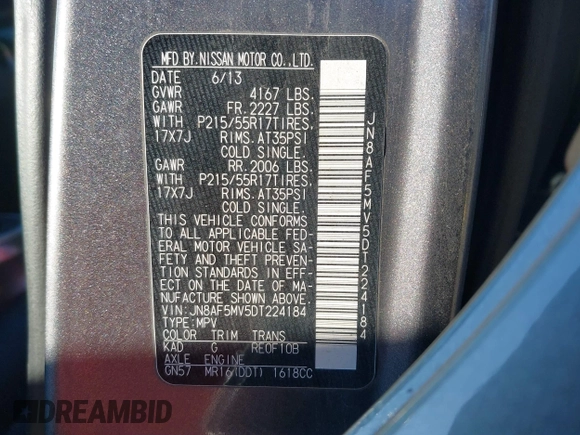 MFD BY.NISSAN MOTOR CO.,LTD.
DATE 6/13
GVWR 4167 LBS.
GAWR FR.2227 LBS.
WITH P215/55R17TIRES,
17X7J RIMS.AT35PSI
COLD SINGLE.
GAWR RR.2006 LBS.
WITH P215/55R17TIRES,
17X7J RIMS.AT35PSI
COLD SINGLE.
THIS VEHICLE CONFORMS
TO ALL APPLICABLE FED-
ERAL MOTOR VEHICLE SA-
FETY AND THEFT PREVEN-
TION STANDARDS IN EFF-
ECT ON THE DATE OF MA-
NUFACTURE SHOWN ABOVE.
VIN:JN8AF5MV5DT224184
TYPE:MPV
COLOR TRIM TRANS
KAD G RE0F10B
AXLE ENGINE
GN57 MR16(DDT) 1618CC
JN8AF5MV5DT224184
DREAMBID